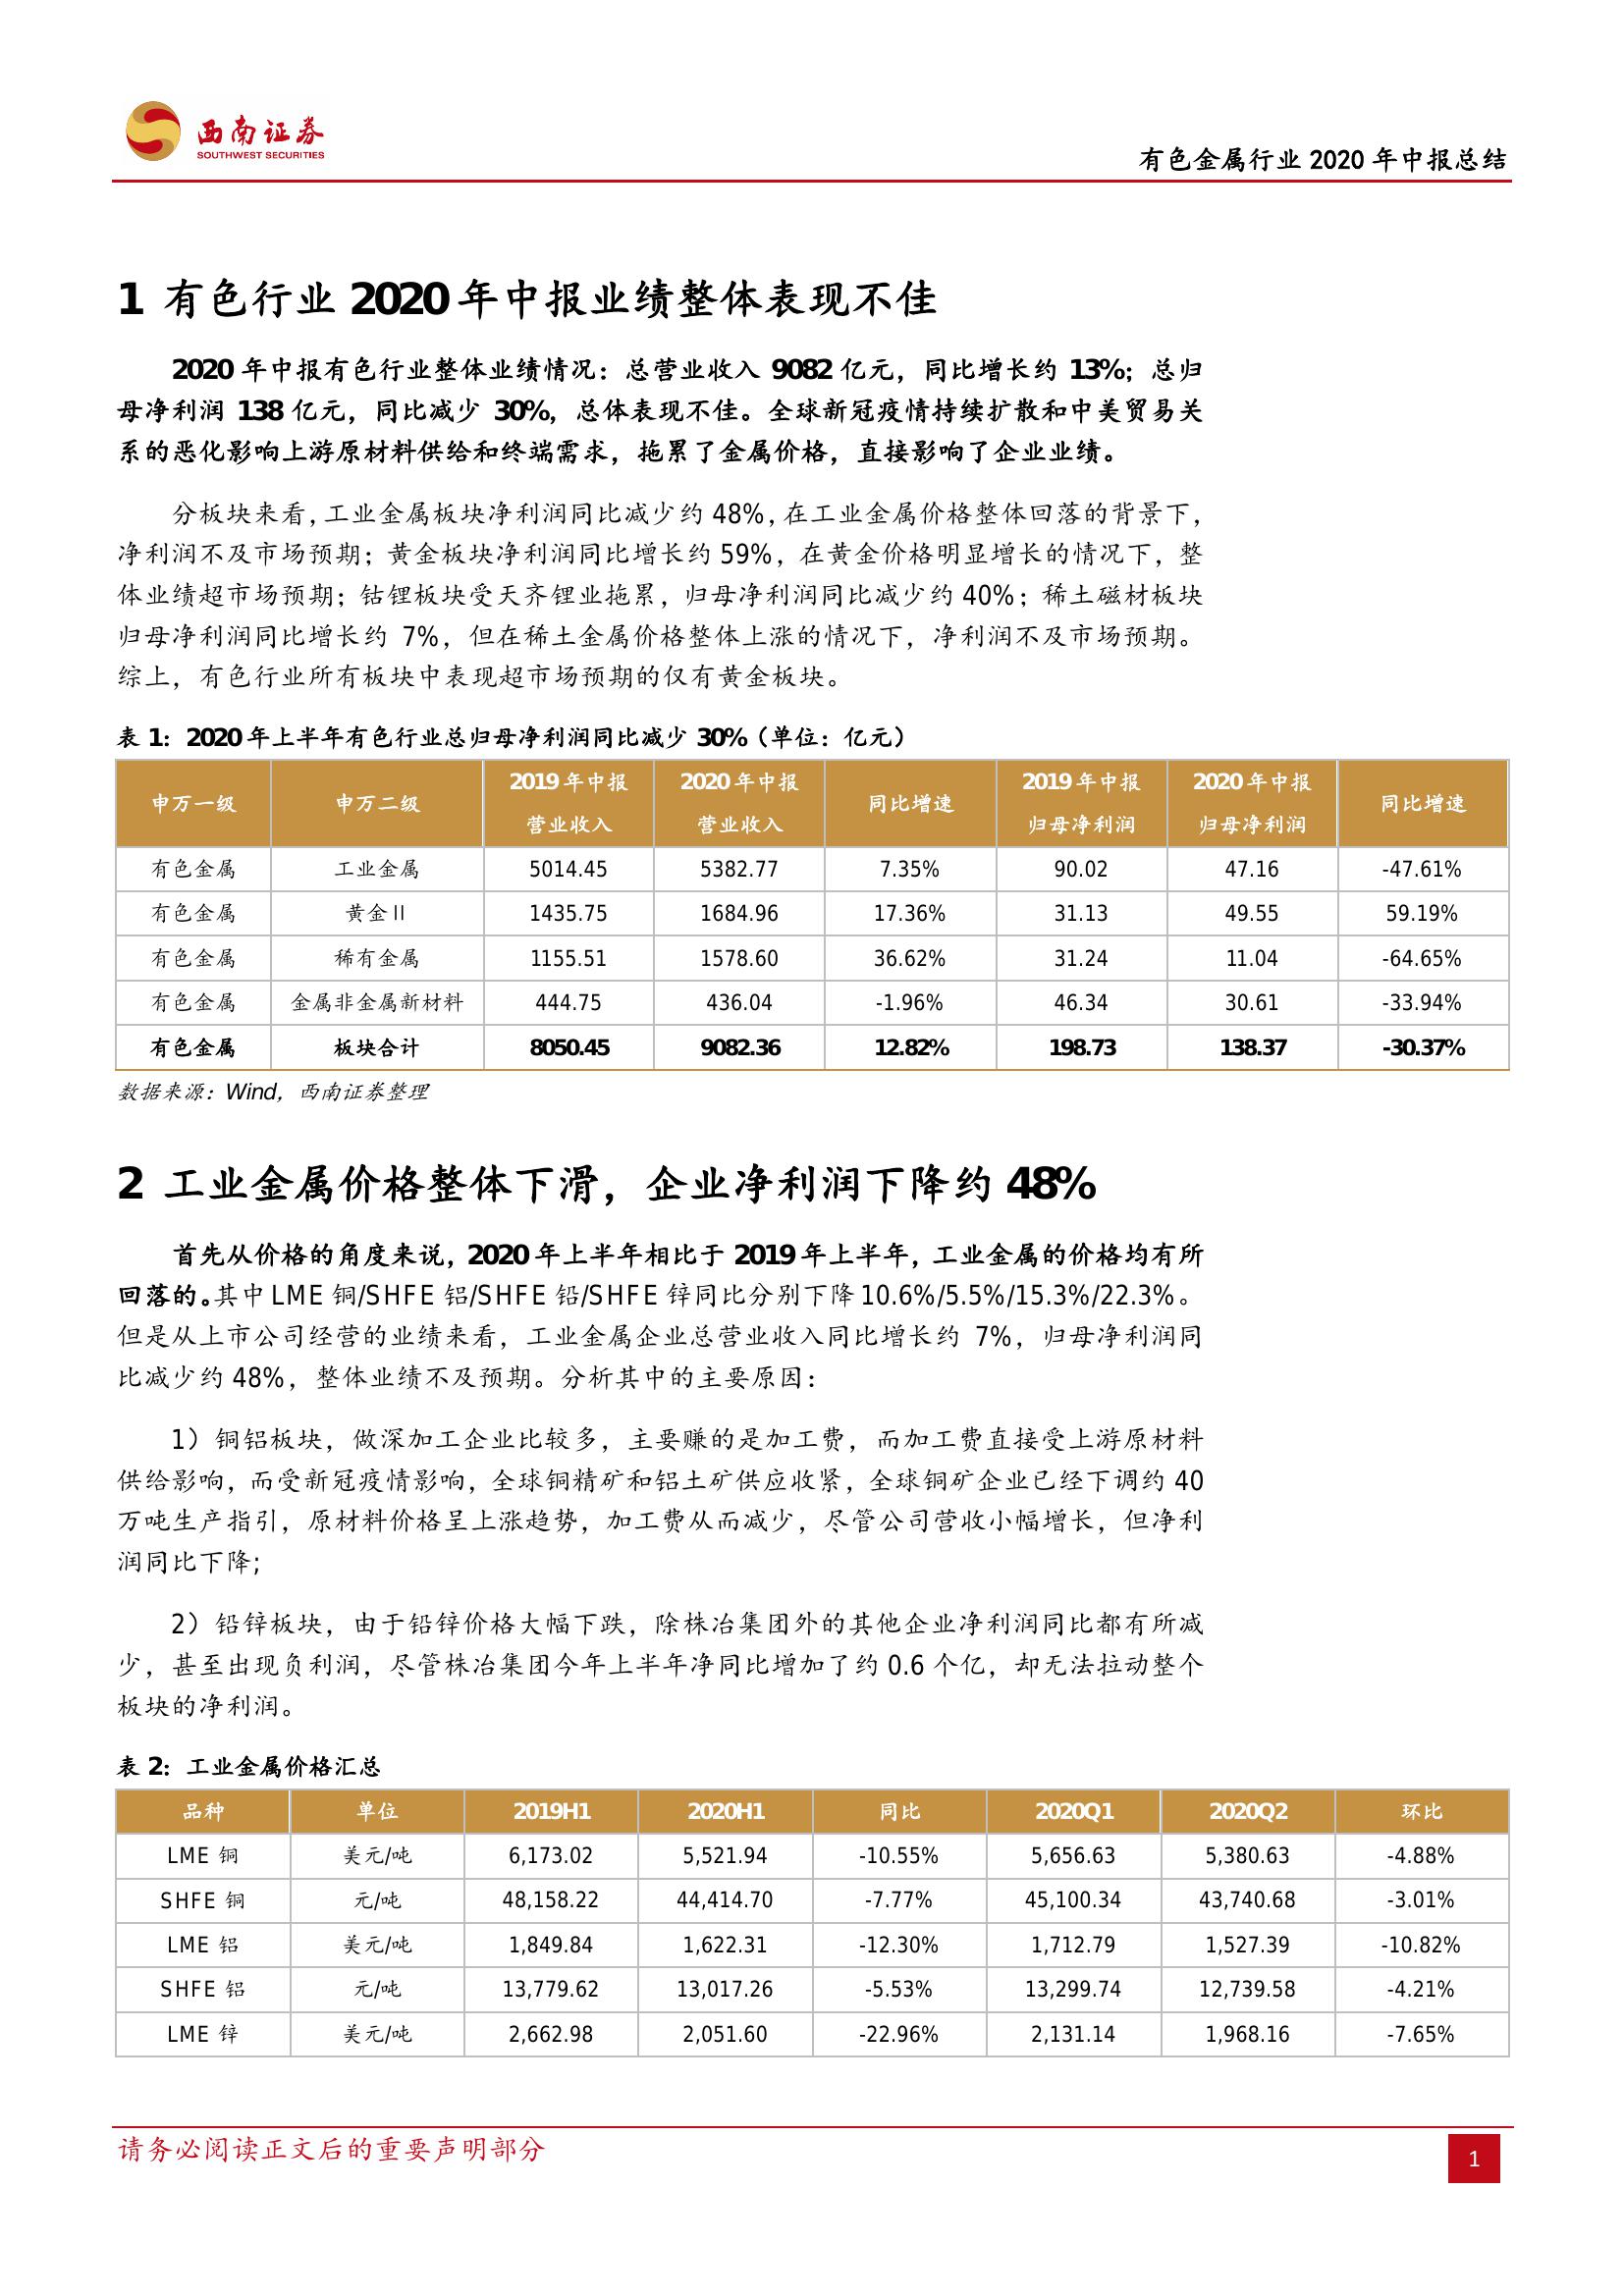 西南证券
SOUTHWEST SECURITIES
有色金属行业 2020 年中报总结
1 有色行业 2020 年中报业绩整体表现不佳
2020 年中报有色行业整体业绩情况：总营业收入 9082 亿元，同比增长约 13%；总归
母净利润 138 亿元，同比减少 30%，总体表现不佳。全球新冠疫情持续扩散和中美贸易关
系的恶化影响上游原材料供给和终端需求，拖累了金属价格，直接影响了企业业绩。
分板块来看，工业金属板块净利润同比减少约 48%，在工业金属价格整体回落的背景下，
净利润不及市场预期；黄金板块净利润同比增长约 59%，在黄金价格明显增长的情况下，整
体业绩超市场预期；钴锂板块受天齐锂业拖累，归母净利润同比减少约 40%；稀土磁材板块
归母净利润同比增长约 7%，但在稀土金属价格整体上涨的情况下，净利润不及市场预期。
综上，有色行业所有板块中表现超市场预期的仅有黄金板块。
表 1：2020 年上半年有色行业总归母净利润同比减少 30%（单位：亿元）
申万一级 申万二级 2019 年中报 营业收入 2020 年中报 营业收入 同比增速 2019 年中报 归母净利润 2020 年中报 归母净利润 同比增速
有色金属 工业金属 5014.45 5382.77 7.35% 90.02 47.16 -47.61%
有色金属 黄金 II 1435.75 1684.96 17.36% 31.13 49.55 59.19%
有色金属 稀有金属 1155.51 1578.60 36.62% 31.24 11.04 -64.65%
有色金属 金属非金属新材料 444.75 436.04 -1.96% 46.34 30.61 -33.94%
有色金属 板块合计 8050.45 9082.36 12.82% 198.73 138.37 -30.37%
数据来源：Wind，西南证券整理
2 工业金属价格整体下滑，企业净利润下降约 48%
首先从价格的角度来说，2020 年上半年相比于 2019 年上半年，工业金属的价格均有所
回落的。其中 LME 铜/SHFE 铝/SHFE 铅/SHFE 锌同比分别下降 10.6%/5.5%/15.3%/22.3%。
但是从上市公司经营的业绩来看，工业金属企业总营业收入同比增长约 7%，归母净利润同
比减少约 48%，整体业绩不及预期。分析其中的主要原因：
1）铜铝板块，做深加工企业比较多，主要赚的是加工费，而加工费直接受上游原材料
供给影响，而受新冠疫情影响，全球铜精矿和铝土矿供应收紧，全球铜矿企业已经下调约 40
万吨生产指引，原材料价格呈上涨趋势，加工费从而减少，尽管公司营收小幅增长，但净利
润同比下降；
2）铅锌板块，由于铅锌价格大幅下跌，除株冶集团外的其他企业净利润同比都有所减
少，甚至出现负利润，尽管株冶集团今年上半年净同比增加了约 0.6 个亿，却无法拉动整个
板块的净利润。
表 2：工业金属价格汇总
品种 单位 2019H1 2020H1 同比 2020Q1 2020Q2 环比
LME 铜 美元/吨 6,173.02 5,521.94 -10.55% 5,656.63 5,380.63 -4.88%
SHFE 铜 元/吨 48,158.22 44,414.70 -7.77% 45,100.34 43,740.68 -3.01%
LME 铝 美元/吨 1,849.84 1,622.31 -12.30% 1,712.79 1,527.39 -10.82%
SHFE 铝 元/吨 13,779.62 13,017.26 -5.53% 13,299.74 12,739.58 -4.21%
LME 锌 美元/吨 2,662.98 2,051.60 -22.96% 2,131.14 1,968.16 -7.65%
请务必阅读正文后的重要声明部分
1